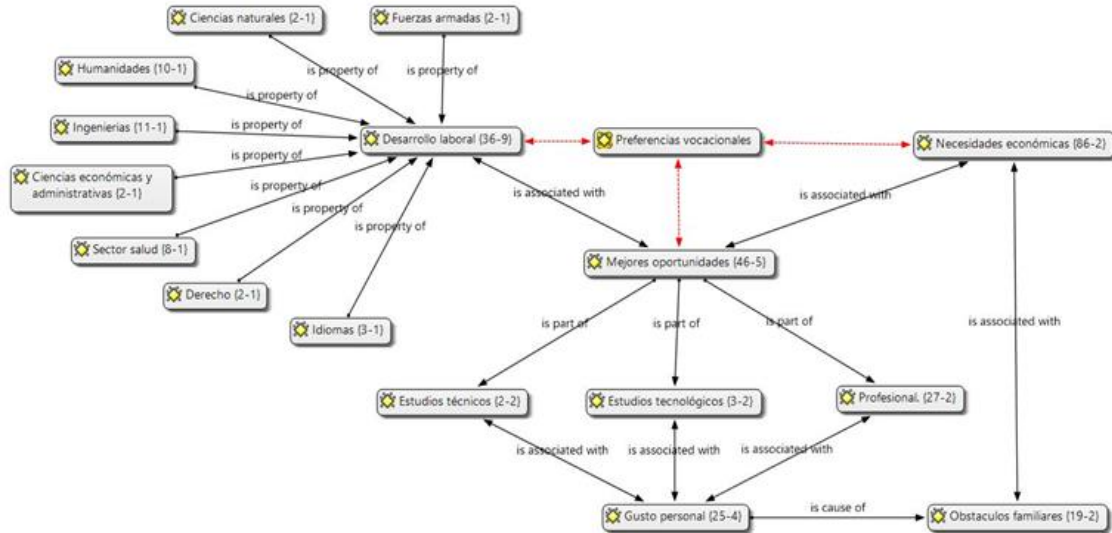 Ciencias naturales {2-1}
Fuerzas armadas {2-1}
is property of
is property of
Humanidades {10-1}
is property of
Ingenierias {11-1}
is property of
Desarrollo laboral {36-9}
Preferencias vocacionales
Necesidades económicas {86-2}
is property of
Ciencias económicas y
administrativas {2-1}
is property of
is associated with
is associated with
is property of
is property of
Sector salud {8-1}
Mejores oportunidades {46-5}
Derecho {2-1}
Idiomas {3-1}
is part of
is part of
is part of
is associated with
Estudios técnicos {2-2}
Estudios tecnológicos {3-2}
Profesional. {27-2}
is associated with
is associated with
is associated with
Gusto personal {25-4}
is cause of
Obstaculos familiares {19-2}